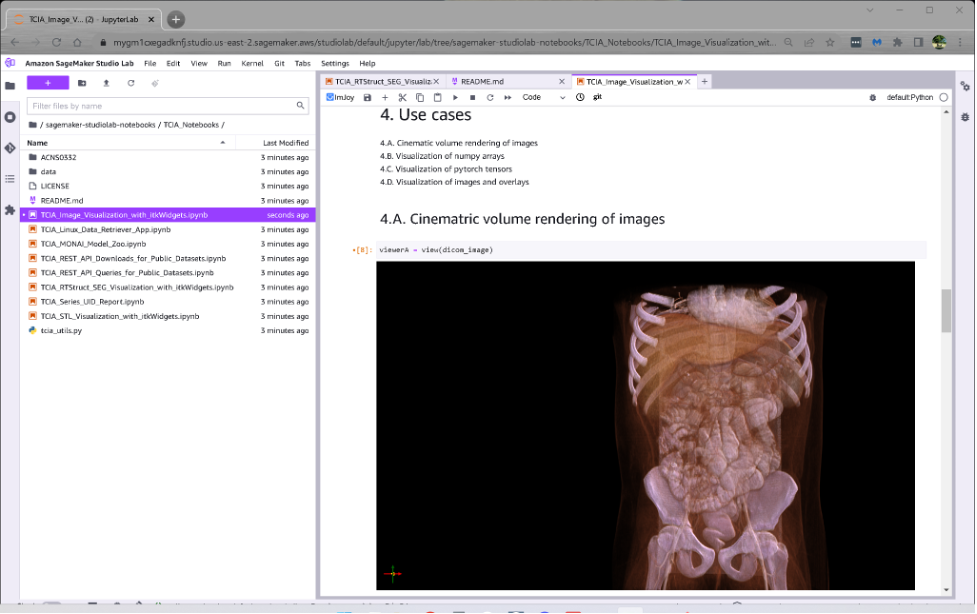 TCIA_Image_V... (2) - JupyterLab
mygm1cxegadknfj.studio.us-east-2.sagemaker.aws/studiolab/default/jupyter/lab/tree/sagemaker-studiolab-notebooks/TCIA_Notebooks/TCIA_Image_Visualization_wit...
Amazon SageMaker Studio Lab File Edit View Run Kernel Git Tabs Settings Help
TCIA_RTStruct_SEG_Visualiz
README.md
TCIA_Image_Visualization_w
ImJoy
Code
git
default:Python
Filter files by name
/ sagemaker-studiolab-notebooks / TCIA_Notebooks /
Name Last Modified
ACNS0332 3 minutes ago
data 3 minutes ago
LICENSE 3 minutes ago
README.md 3 minutes ago
TCIA_Image_Visualization_with_itkWidgets.ipynb seconds ago
TCIA_Linux_Data_Retriever_App.ipynb 3 minutes ago
TCIA_MONAI_Model_Zoo.ipynb 3 minutes ago
TCIA_REST_API_Downloads_for_Public_Datasets.ipynb 3 minutes ago
TCIA_REST_API_Queries_for_Public_Datasets.ipynb 3 minutes ago
TCIA_RTStruct_SEG_Visualization_with_itkWidgets.ipynb 3 minutes ago
TCIA_Series_UID_Report.ipynb 3 minutes ago
TCIA_STL_Visualization_with_itkWidgets.ipynb 3 minutes ago
tcia_utils.py 3 minutes ago
4. Use cases
4.A. Cinematic volume rendering of images
4.B. Visualization of numpy arrays
4.C. Visualization of pytorch tensors
4.D. Visualization of images and overlays
4.A. Cinematric volume rendering of images
[8]: viewerA = view(dicom_image)